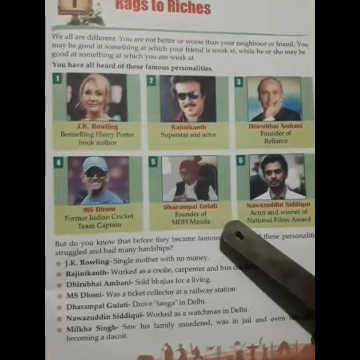 1
Rags to Riches
We all are different. You are not better or worse than your neighbour or friend. You
may be good at something at which your friend is weak at, while he or she may be
good at something at which you are weak at.
You have all heard of these famous personalities.
1
2
3
J.K. Rowling
Bestselling Harry Potter
book author
Rajinikanth
Superstar and actor
Dhirubhai Ambani
Founder of
Reliance
4
5
6
MS Dhoni
Former Indian Cricket
Team Captain
Dharampal Gulati
Founder of
MDH Masala
Nawazuddin Siddiqui
Actor and winner of
National Films Award
But do you know that before they became famous these personalities
struggled and had many hardships?
• J.K. Rowling- Single mother with no money.
• Rajinikanth- Worked as a coolie, carpenter and bus
• Dhirubhai Ambani- Sold bhajias for a living.
• MS Dhoni- Was a ticket collector at a railway station.
• Dharampal Gulati- Drove 'tanga' in Delhi.
• Nawazuddin Siddiqui- Worked as a watchman in Delhi.
• Milkha Singh- Saw his family murdered, was in jail and even
becoming a dacoit.